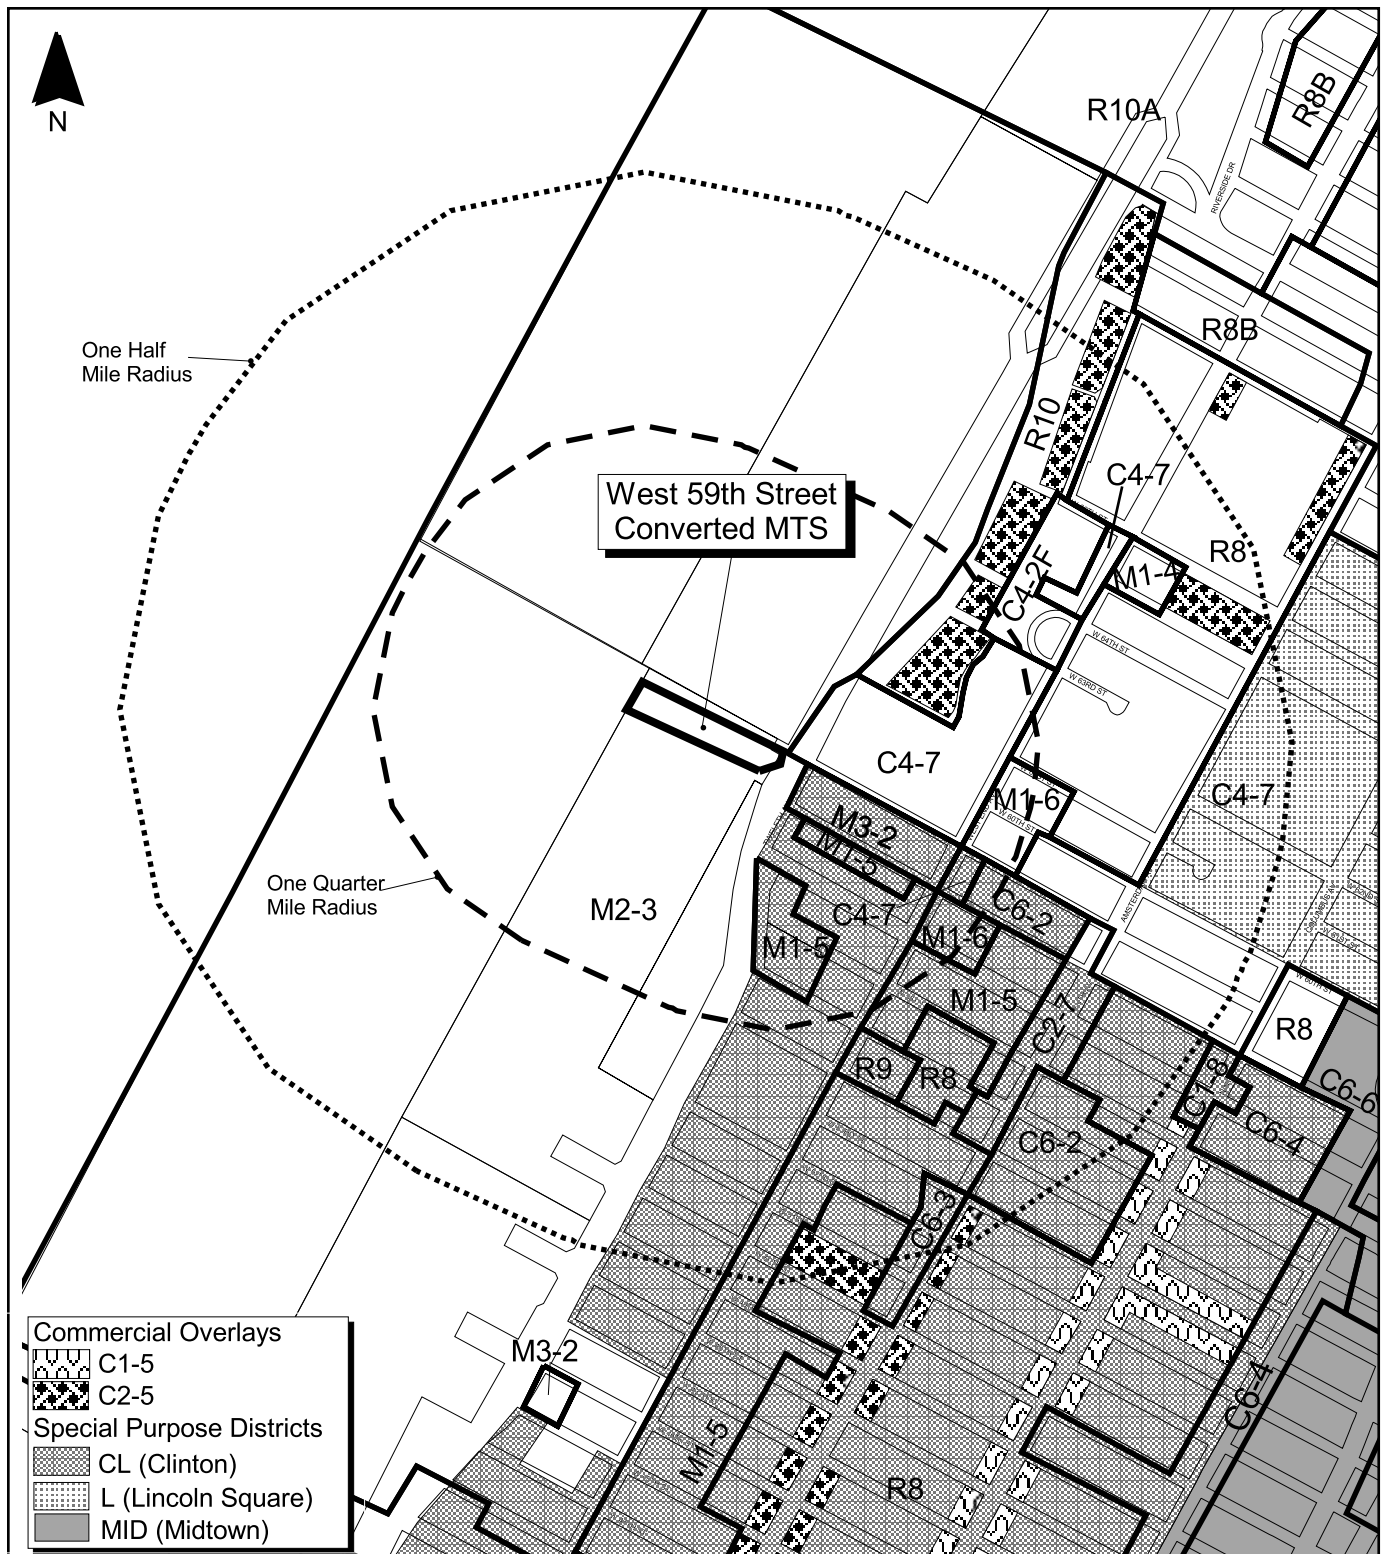 N
R10A
R8B
RIVERSIDE DR
R8B
One Half
Mile Radius
R10
C4-7
West 59th Street
Converted MTS
R8
M1-4
C4-2F
W. 64TH ST
W. 63RD ST
C4-7
C4-7
M1-6
W. 60TH ST
M3-2
M1-5
One Quarter
Mile Radius
M2-3
C4-7
C6-2
M1-6
M1-5
M1-5
R8
C2-7
R9
R8
C1-8
C6-6
C6-2
C6-4
C6-3
M3-2
C6-4
M1-5
R8
Commercial Overlays
C1-5
C2-5
Special Purpose Districts
CL (Clinton)
L (Lincoln Square)
MID (Midtown)